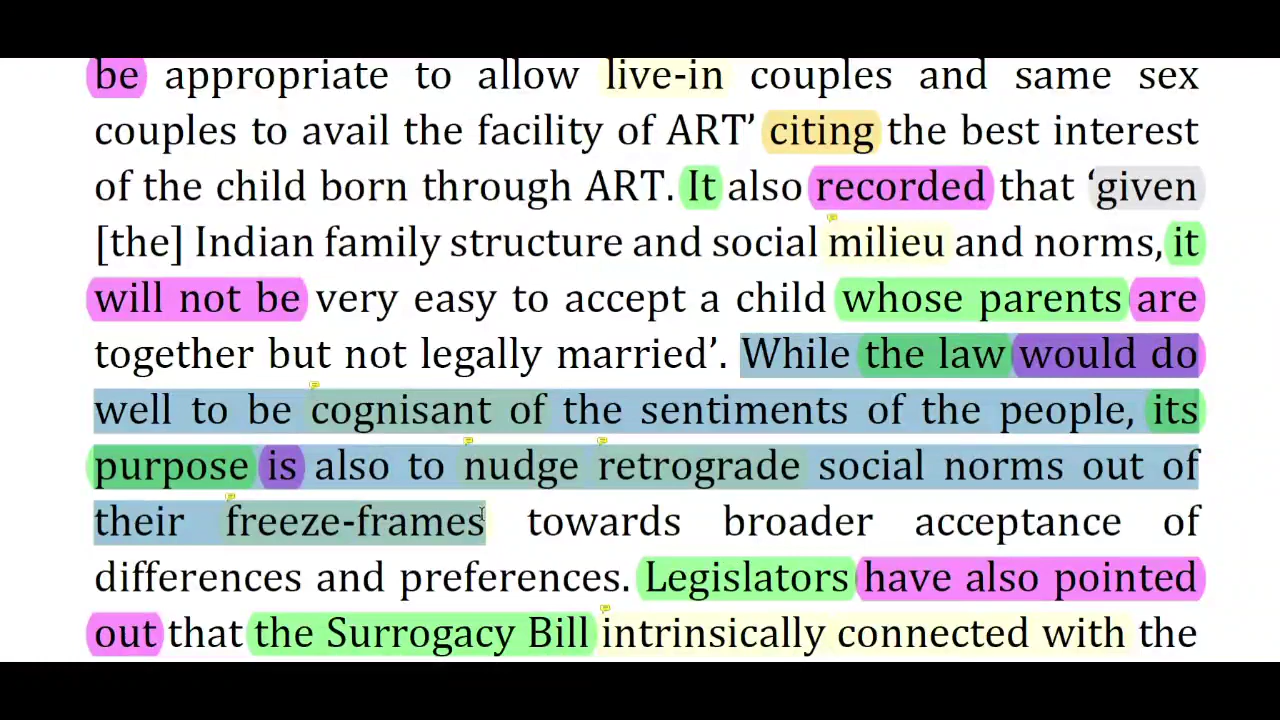 be appropriate to allow live-in couples and same sex
couples to avail the facility of ART’ citing the best interest
of the child born through ART. It also recorded that ‘given
[the] Indian family structure and social milieu and norms, it
will not be very easy to accept a child whose parents are
together but not legally married’. While the law would do
well to be cognisant of the sentiments of the people, its
purpose is also to nudge retrograde social norms out of
their freeze-frames towards broader acceptance of
differences and preferences. Legislators have also pointed
out that the Surrogacy Bill intrinsically connected with the